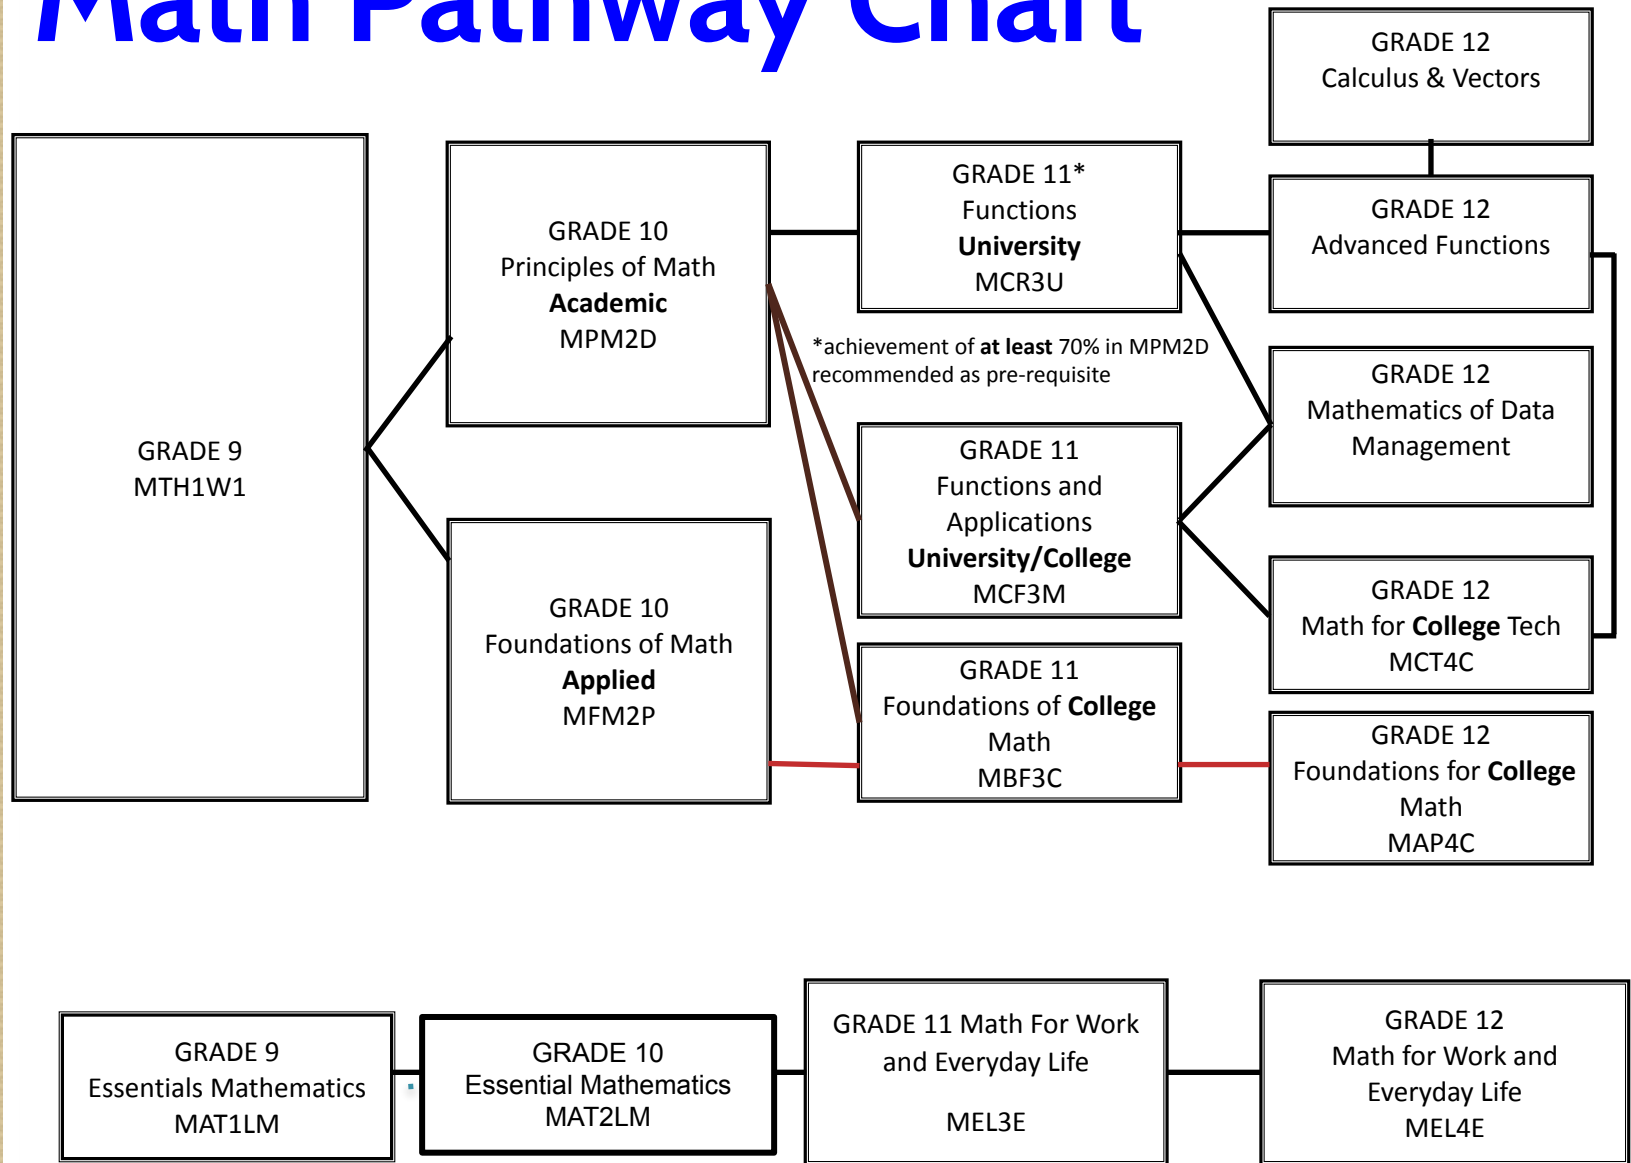 Math Pathway Chart
GRADE 12
Calculus & Vectors
GRADE 9
MTH1W1
GRADE 10
Principles of Math
Academic
MPM2D
GRADE 11*
Functions
University
MCR3U
GRADE 12
Advanced Functions
*achievement of at least 70% in MPM2D
recommended as pre-requisite
GRADE 12
Mathematics of Data
Management
GRADE 11
Functions and
Applications
University/College
MCF3M
GRADE 10
Foundations of Math
Applied
MFM2P
GRADE 12
Math for College Tech
MCT4C
GRADE 11
Foundations of College
Math
MBF3C
GRADE 12
Foundations for College
Math
MAP4C
GRADE 9
Essentials Mathematics
MAT1LM
GRADE 10
Essential Mathematics
MAT2LM
GRADE 11 Math For Work
and Everyday Life
MEL3E
GRADE 12
Math for Work and
Everyday Life
MEL4E